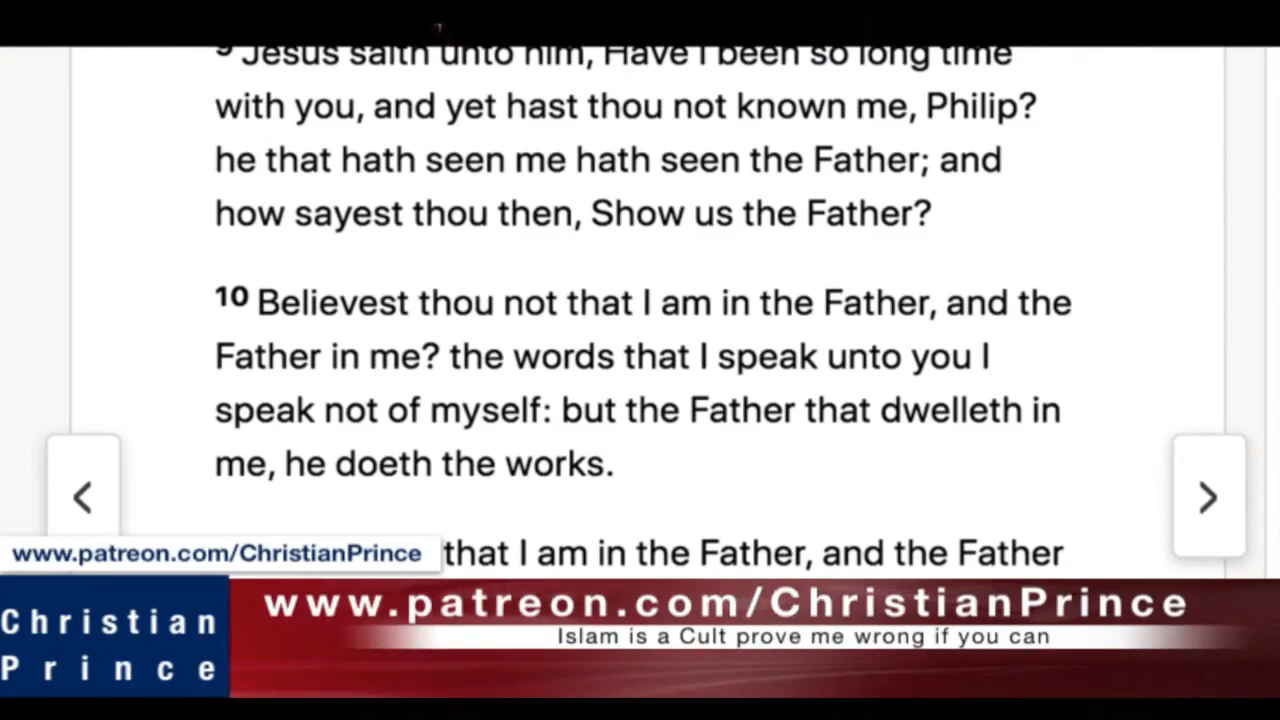 9 Jesus saith unto him, Have I been so long time
with you, and yet hast thou not known me, Philip?
he that hath seen me hath seen the Father; and
how sayest thou then, Show us the Father?
10 Believest thou not that I am in the Father, and the
Father in me? the words that I speak unto you I
speak not of myself: but the Father that dwelleth in
me, he doeth the works.
that I am in the Father, and the Father
www.patreon.com/ChristianPrince
www.patreon.com/ChristianPrince
Islam is a Cult prove me wrong if you can
Christian
Prince